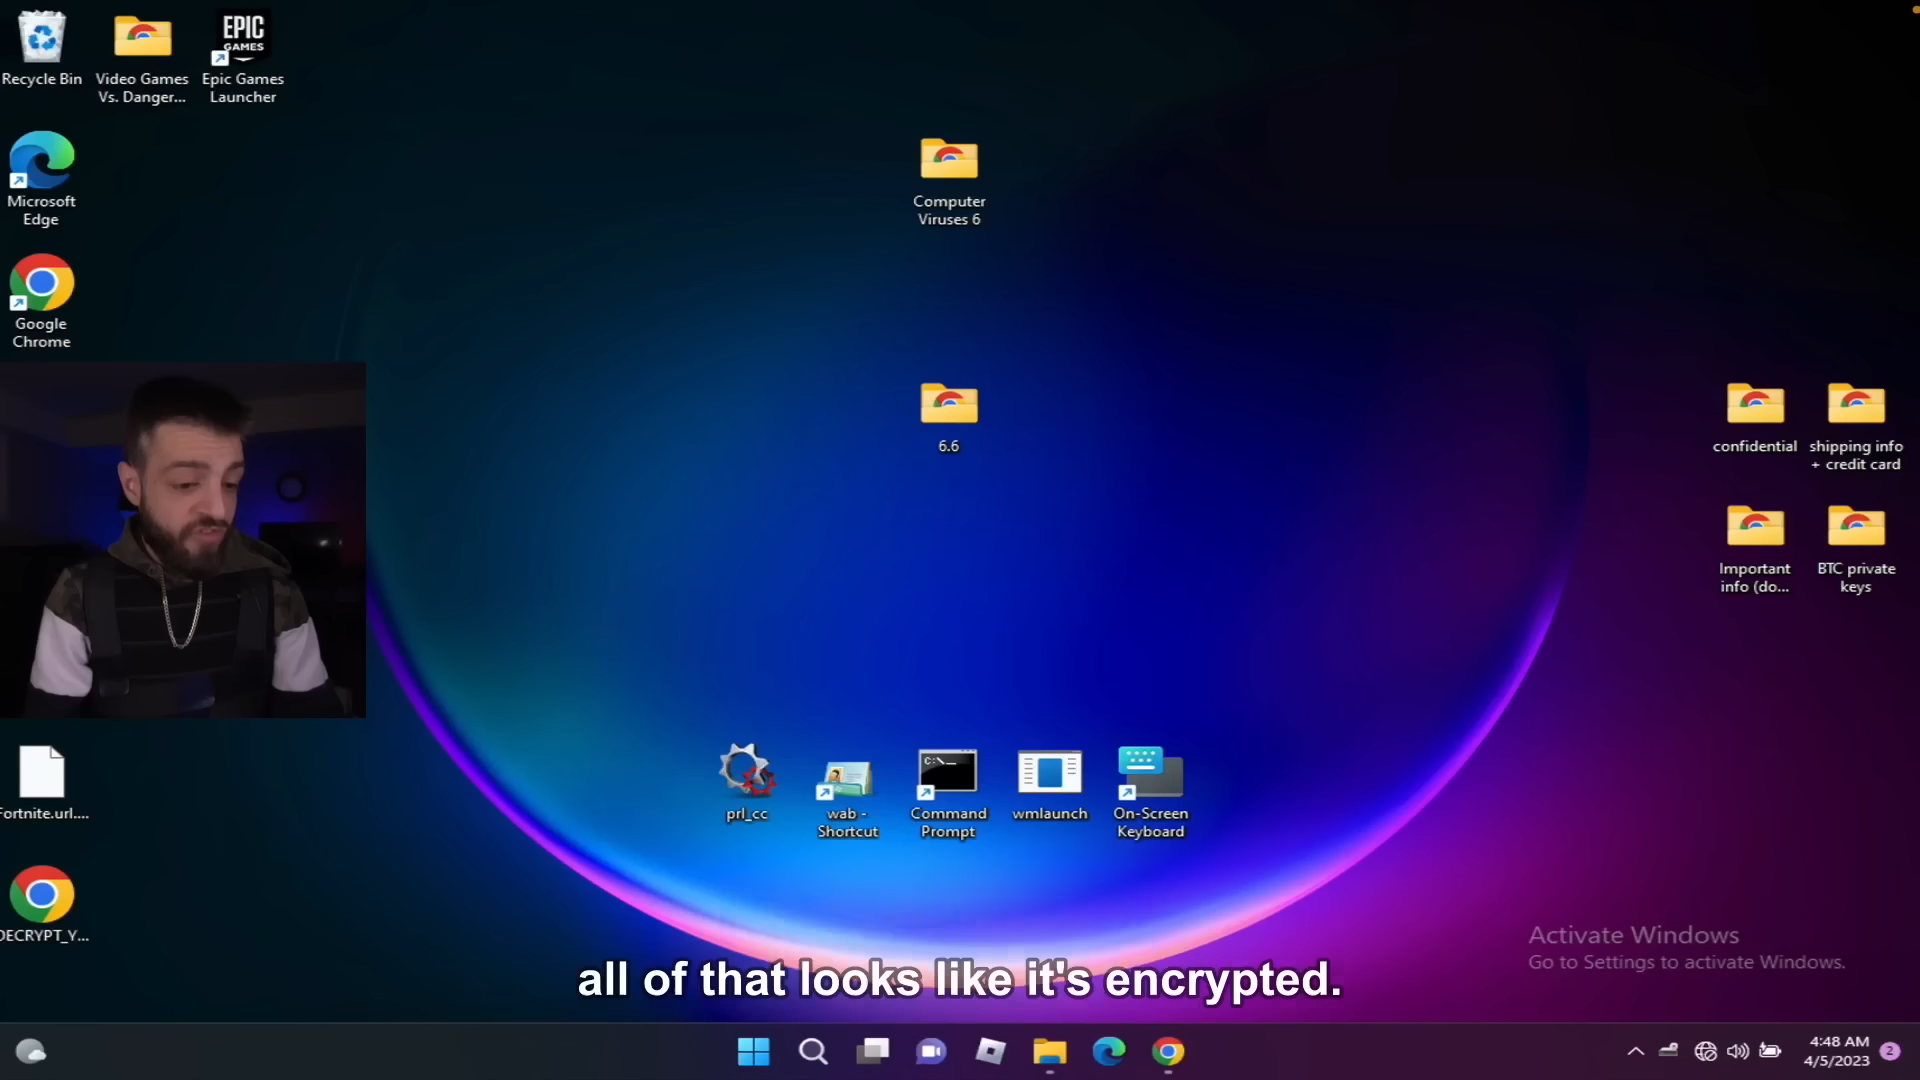 Recycle Bin
Video Games
Vs. Danger...
EPIC
GAMES
Epic Games
Launcher
Microsoft
Edge
Google
Chrome
Computer
Viruses 6
6.6
confidential
shipping info
+ credit card
Important
info (do...
BTC private
keys
Fortnite.url....
DECRYPT_Y...
prl_cc
wab -
Shortcut
C:\_
Command
Prompt
wmlaunch
On-Screen
Keyboard
Activate Windows
Go to Settings to activate Windows.
all of that looks like it's encrypted.
4:48 AM
4/5/2023
2